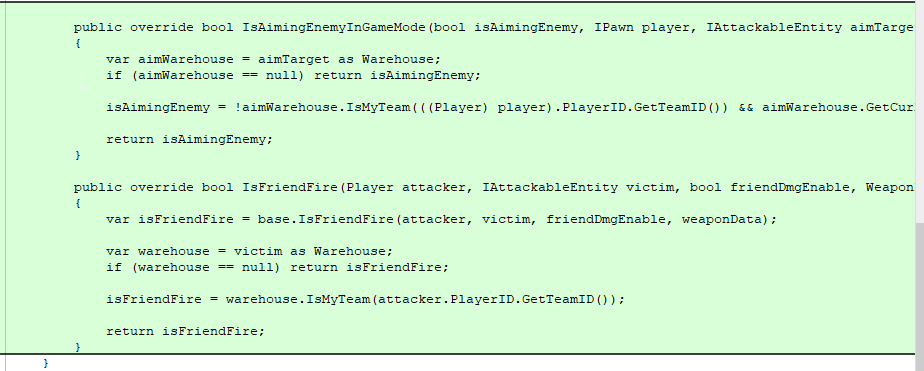 public override bool IsAimingEnemyInGameMode(bool isAimingEnemy, IPawn player, IAttackableEntity aimTarge
{
var aimWarehouse = aimTarget as Warehouse;
if (aimWarehouse == null) return isAimingEnemy;
isAimingEnemy = !aimWarehouse.IsMyTeam(((Player) player).PlayerID.GetTeamID()) && aimWarehouse.GetCur
return isAimingEnemy;
}
public override bool IsFriendFire(Player attacker, IAttackableEntity victim, bool friendDmgEnable, Weapon
{
var isFriendFire = base.IsFriendFire(attacker, victim, friendDmgEnable, weaponData);
var warehouse = victim as Warehouse;
if (warehouse == null) return isFriendFire;
isFriendFire = warehouse.IsMyTeam(attacker.PlayerID.GetTeamID());
return isFriendFire;
}
}